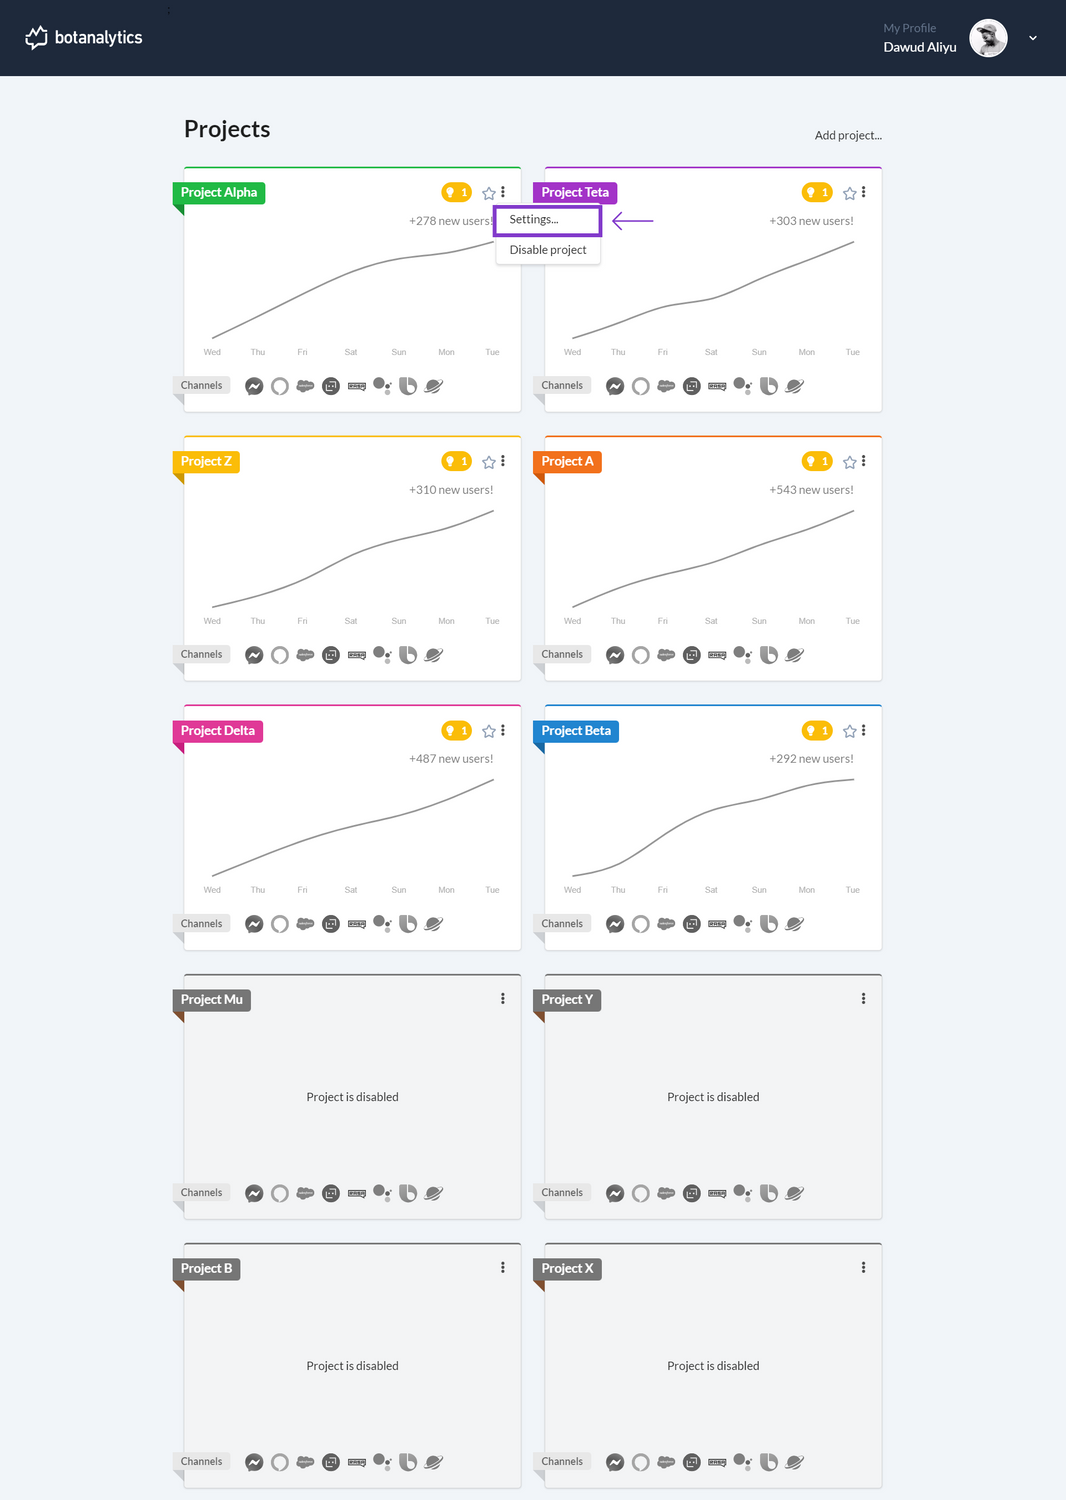 botanalytics
My Profile
Dawud Aliyu
Projects
Add project...
Project Alpha
1
+278 new users!
Settings...
Disable project
Wed Thu Fri Sat Sun Mon Tue
Channels
Project Teta
1
+303 new users!
Wed Thu Fri Sat Sun Mon Tue
Channels
Project Z
1
+310 new users!
Wed Thu Fri Sat Sun Mon Tue
Channels
Project A
1
+543 new users!
Wed Thu Fri Sat Sun Mon Tue
Channels
Project Delta
1
+487 new users!
Wed Thu Fri Sat Sun Mon Tue
Channels
Project Beta
1
+292 new users!
Wed Thu Fri Sat Sun Mon Tue
Channels
Project Mu
Project is disabled
Channels
Project Y
Project is disabled
Channels
Project B
Project is disabled
Channels
Project X
Project is disabled
Channels